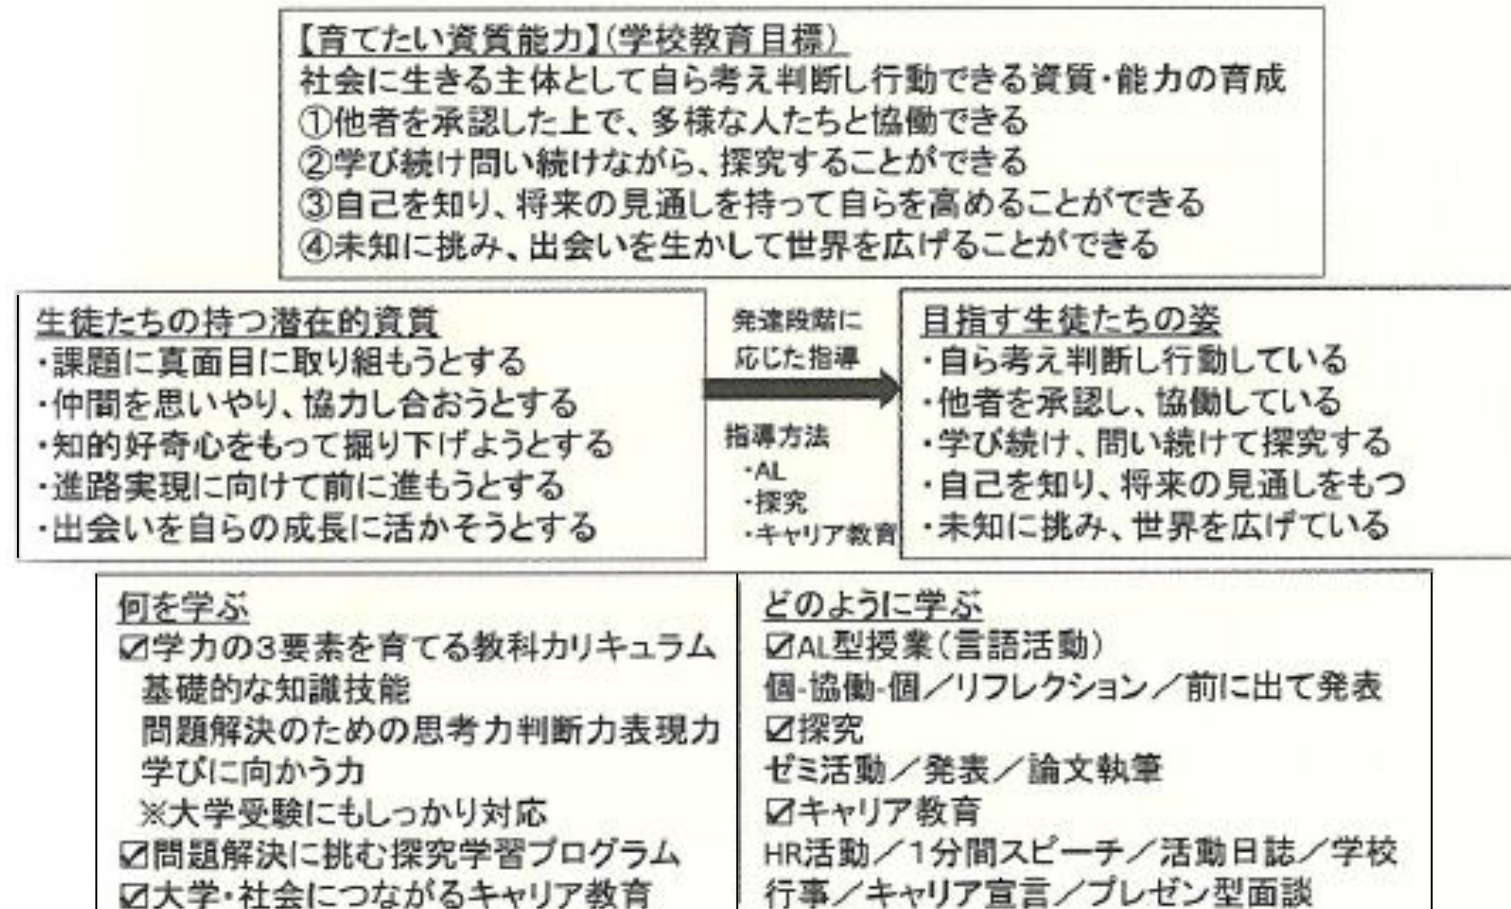 【育てたい資質能力】(学校教育目標)
社会に生きる主体として自ら考え判断し行動できる資質・能力の育成
①他者を承認した上で、多様な人たちと協働できる
②学び続け問い続けながら、探究することができる
③自己を知り、将来の見通しを持って自らを高めることができる
④未知に挑み、出会いを生かして世界を広げることができる
生徒たちの持つ潜在的資質
・課題に真面目に取り組もうとする
・仲間を思いやり、協力し合おうとする
・知的好奇心をもって掘り下げようとする
・進路実現に向けて前に進もうとする
・出会いを自らの成長に活かそうとする
発達段階に
応じた指導
指導方法
・AL
・探究
・キャリア教育
目指す生徒たちの姿
・自ら考え判断し行動している
・他者を承認し、協働している
・学び続け、問い続けて探究する
・自己を知り、将来の見通しをもつ
・未知に挑み、世界を広げている
何を学ぶ
☑学力の3要素を育てる教科カリキュラム
基礎的な知識技能
問題解決のための思考力判断力表現力
学びに向かう力
※大学受験にもしっかり対応
☑問題解決に挑む探究学習プログラム
☑大学・社会につながるキャリア教育
どのように学ぶ
☑AL型授業(言語活動)
個-協働-個/リフレクション/前に出て発表
☑探究
ゼミ活動/発表/論文執筆
☑キャリア教育
HR活動/1分間スピーチ/活動日誌/学校
行事/キャリア宣言/プレゼン型面談